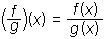 (f/g)(x) = f(x)/g(x)